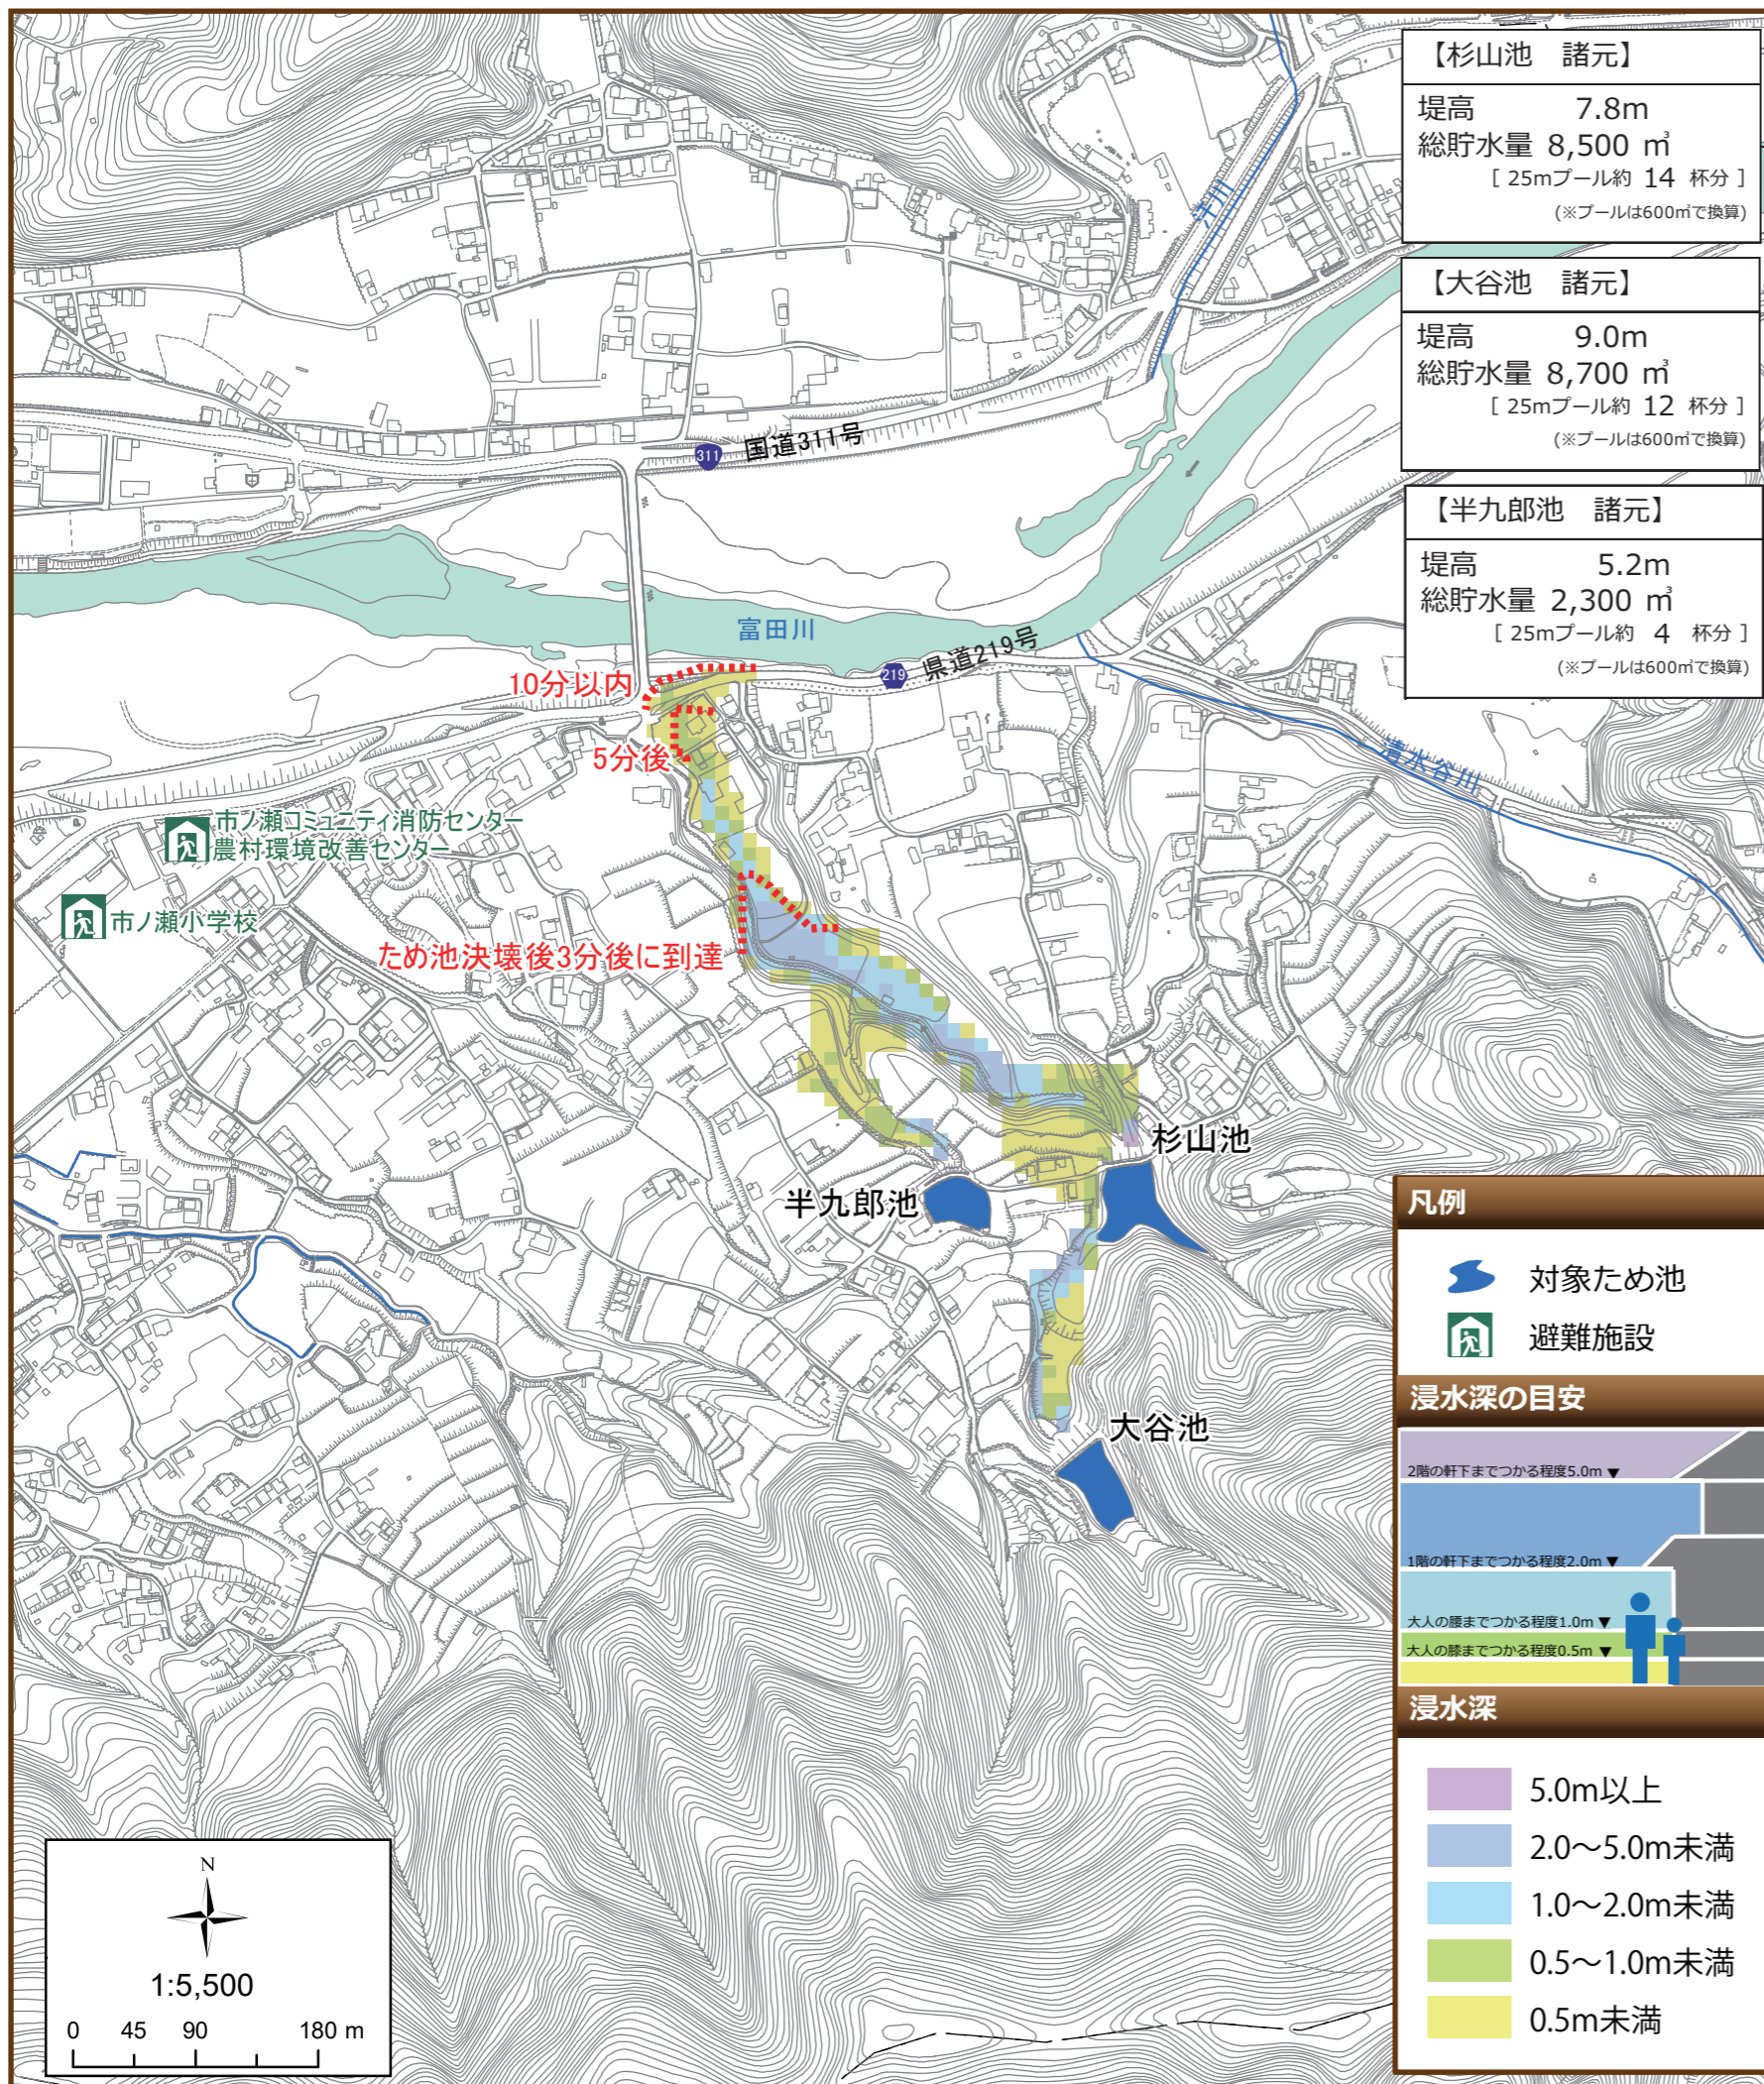 【杉山池　諸元】
堤高　7.8m
総貯水量 8,500 ㎥
[ 25mプール約 14 杯分 ]
(※プールは600㎥で換算)
【大谷池　諸元】
堤高　9.0m
総貯水量 8,700 ㎥
[ 25mプール約 12 杯分 ]
(※プールは600㎥で換算)
【半九郎池　諸元】
堤高　5.2m
総貯水量 2,300 ㎥
[ 25mプール約 4 杯分 ]
(※プールは600㎥で換算)
汗川
311 国道311号
富田川
219 県道219号
清水谷川
10分以内
5分後
市ノ瀬コミュニティ消防センター
農村環境改善センター
市ノ瀬小学校
ため池決壊後3分後に到達
杉山池
半九郎池
大谷池
凡例
対象ため池
避難施設
浸水深の目安
2階の軒下までつかる程度5.0m ▼
1階の軒下までつかる程度2.0m ▼
大人の腰までつかる程度1.0m ▼
大人の膝までつかる程度0.5m ▼
浸水深
5.0m以上
2.0～5.0m未満
1.0～2.0m未満
0.5～1.0m未満
0.5m未満
N
1:5,500
0 45 90 180 m